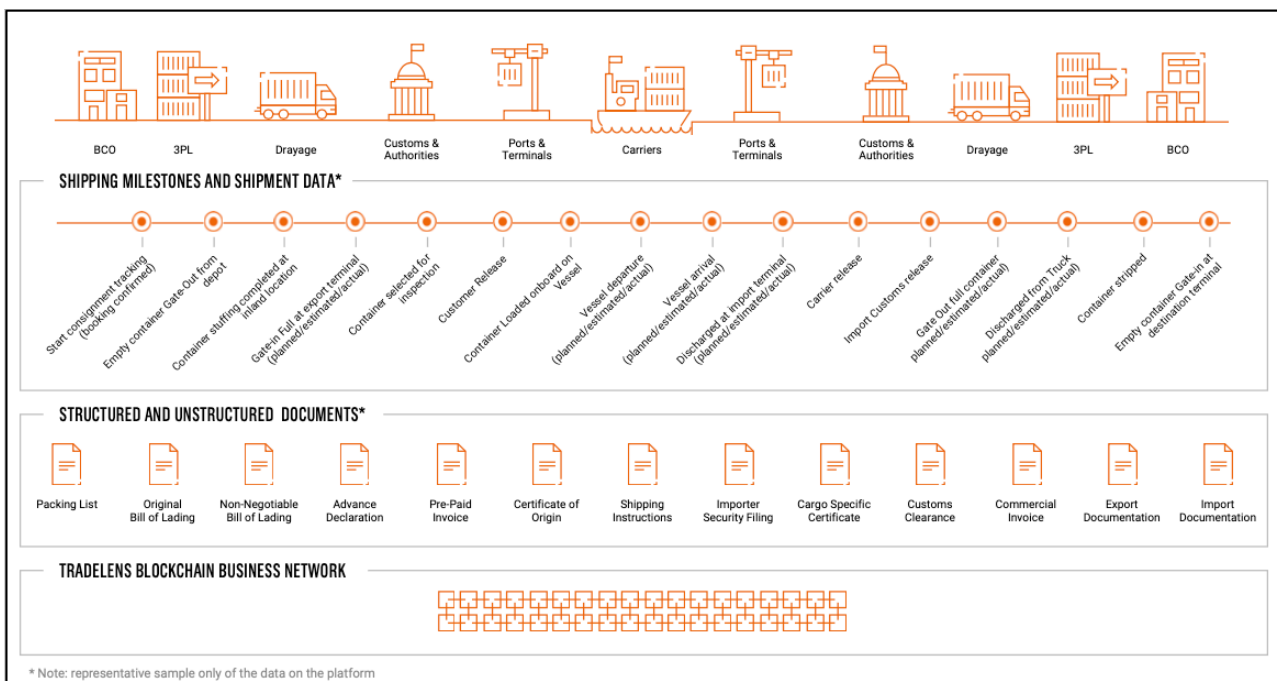 BCO
3PL
Drayage
Customs &
Authorities
Ports &
Terminals
Carriers
Ports &
Terminals
Customs &
Authorities
Drayage
3PL
BCO
SHIPPING MILESTONES AND SHIPMENT DATA*
Start consignment tracking
(booking confirmed)
Empty container Gate-Out from
depot
Container stuffing completed at
inland location
Gate-in Full at export terminal
(planned/estimated/actual)
Container selected for
inspection
Customer Release
Container Loaded onboard on
Vessel
Vessel departure
(planned/estimated/actual)
Vessel arrival
(planned/estimated/actual)
Discharged at import terminal
(planned/estimated/actual)
Carrier release
Import Customs release
Gate Out full container
planned/estimated/actual)
Discharged from Truck
planned/estimated/actual)
Container stripped
Empty container Gate-in at
destination terminal
STRUCTURED AND UNSTRUCTURED DOCUMENTS*
Packing List
Original
Bill of Lading
Non-Negotiable
Bill of Lading
Advance
Declaration
Pre-Paid
Invoice
Certificate of
Origin
Shipping
Instructions
Importer
Security Filing
Cargo Specific
Certificate
Customs
Clearance
Commercial
Invoice
Export
Documentation
Import
Documentation
TRADELENS BLOCKCHAIN BUSINESS NETWORK
* Note: representative sample only of the data on the platform